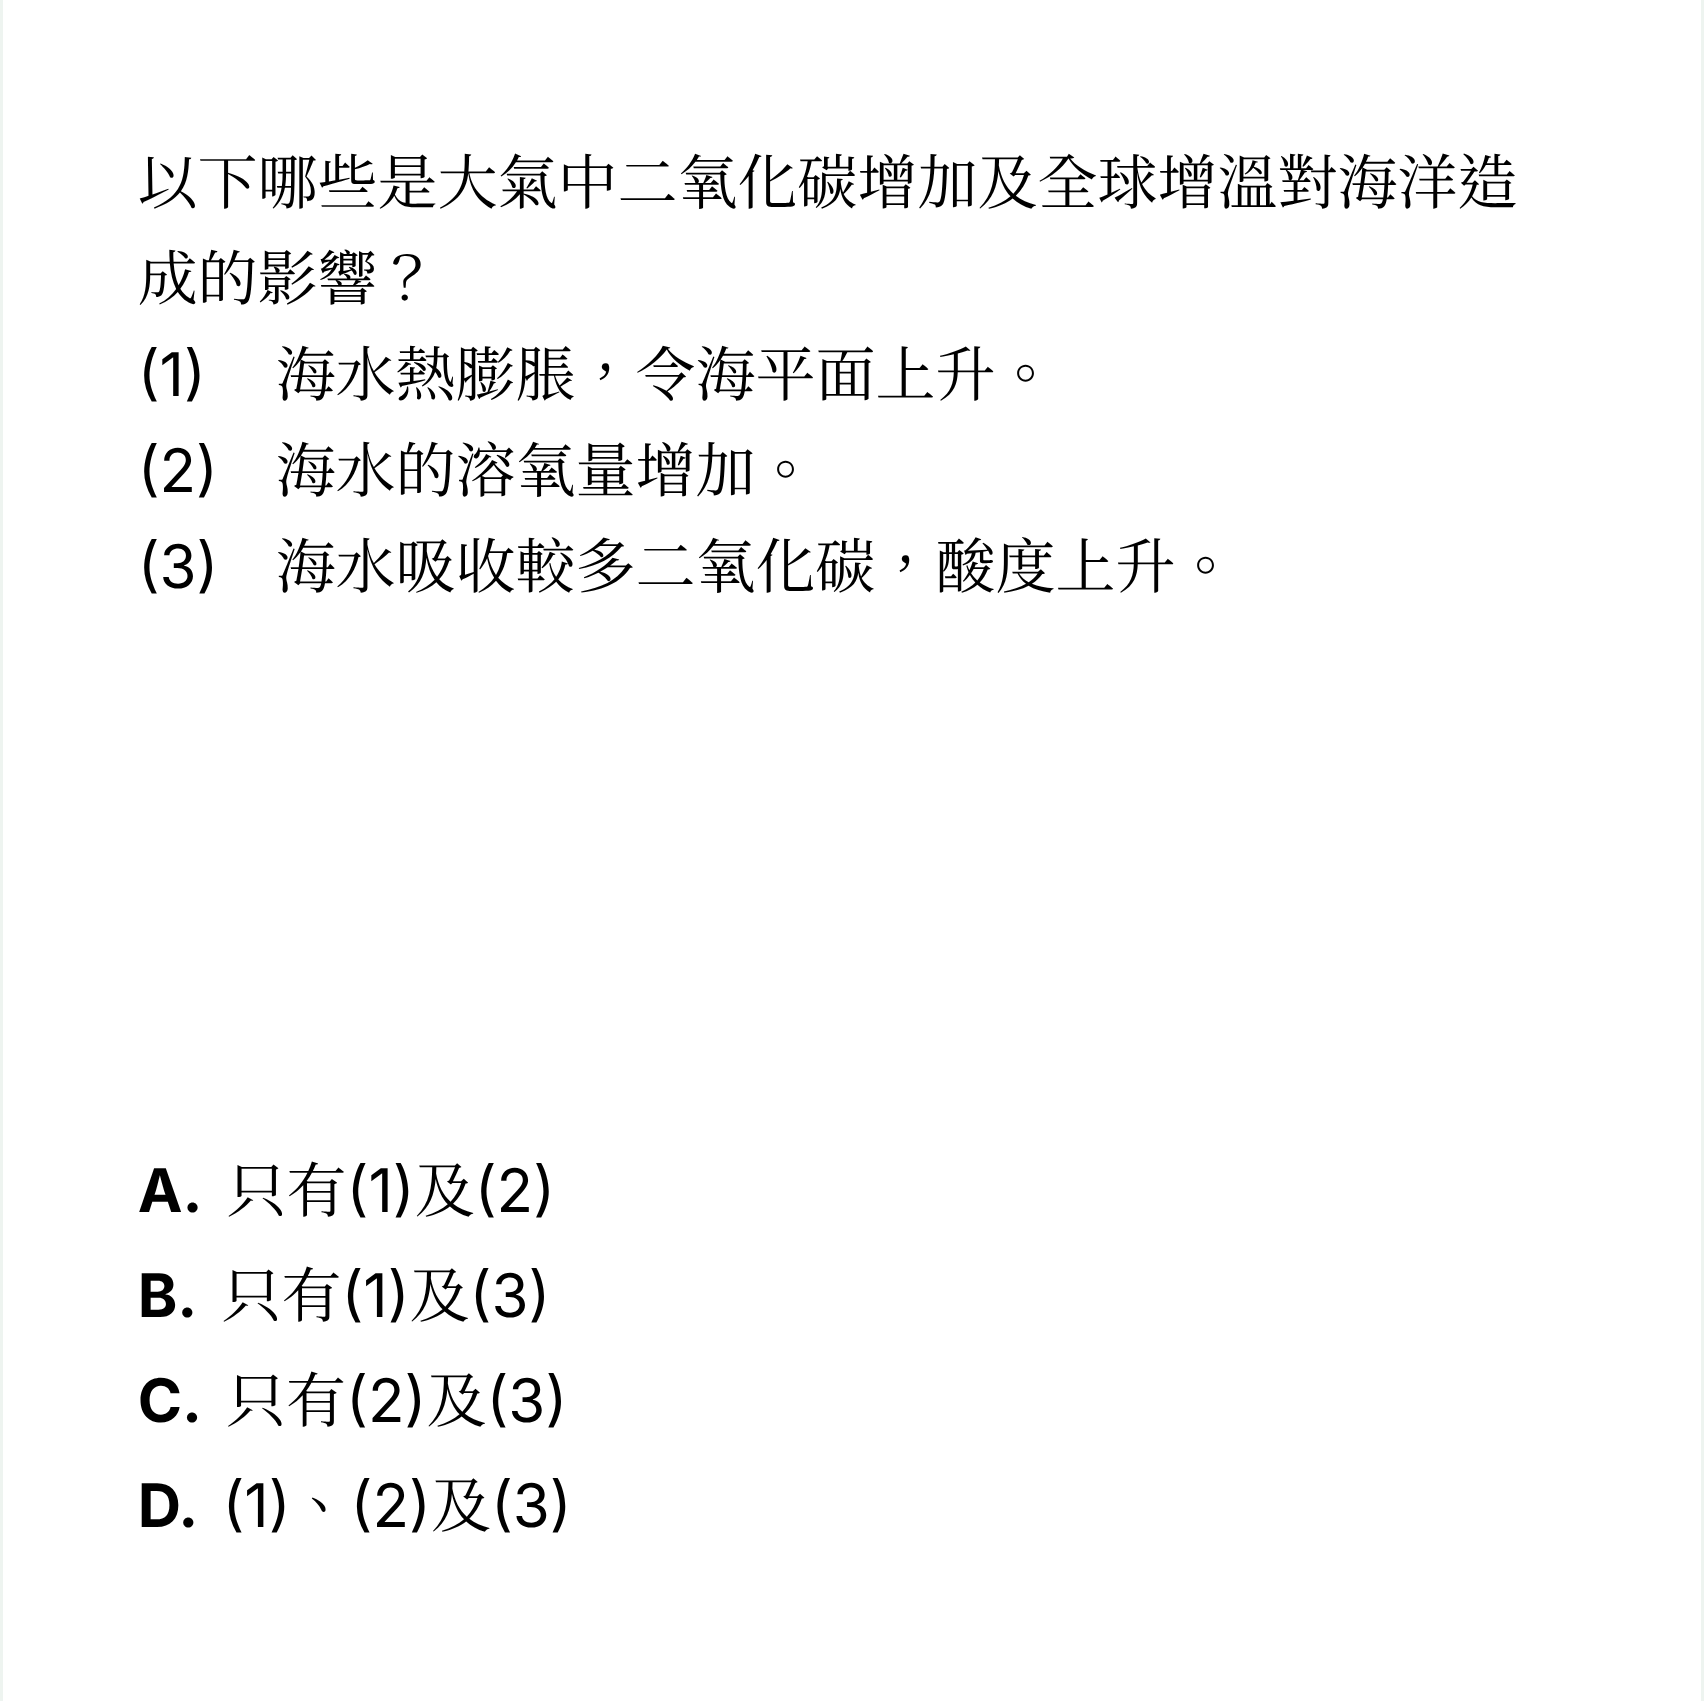 以下哪些是大氣中二氧化碳增加及全球增溫對海洋造
成的影響？
(1) 海水熱膨脹，令海平面上升。
(2) 海水的溶氧量增加。
(3) 海水吸收較多二氧化碳，酸度上升。
A. 只有(1)及(2)
B. 只有(1)及(3)
C. 只有(2)及(3)
D. (1)、(2)及(3)